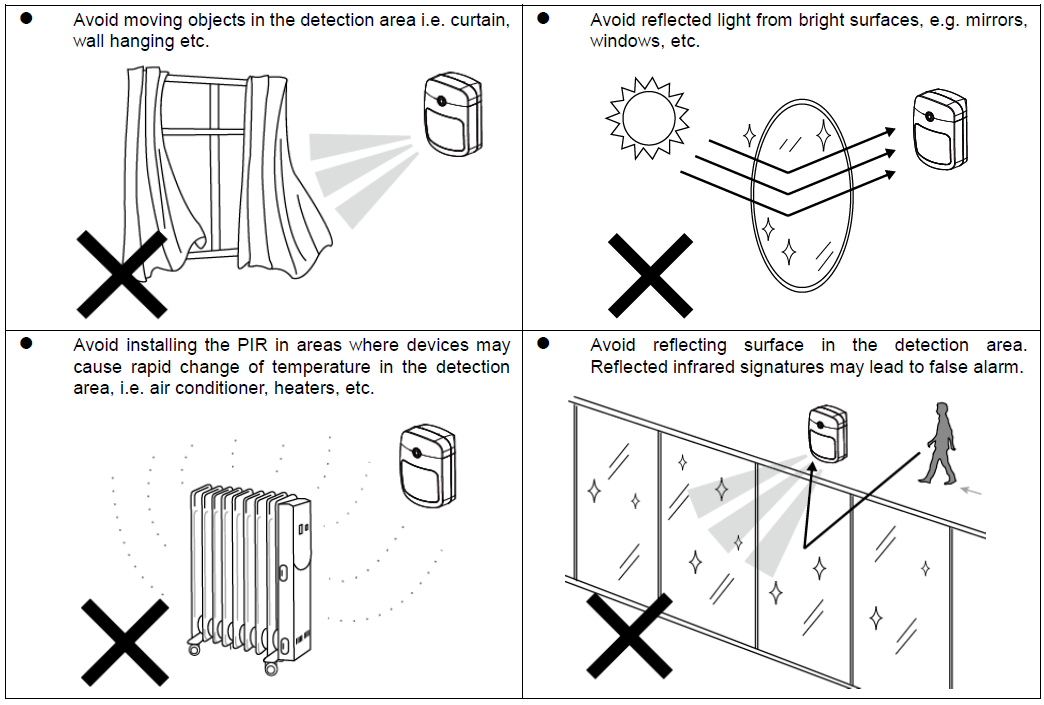 ● Avoid moving objects in the detection area i.e. curtain,
wall hanging etc.
● Avoid reflected light from bright surfaces, e.g. mirrors,
windows, etc.
● Avoid installing the PIR in areas where devices may
cause rapid change of temperature in the detection
area, i.e. air conditioner, heaters, etc.
● Avoid reflecting surface in the detection area.
Reflected infrared signatures may lead to false alarm.